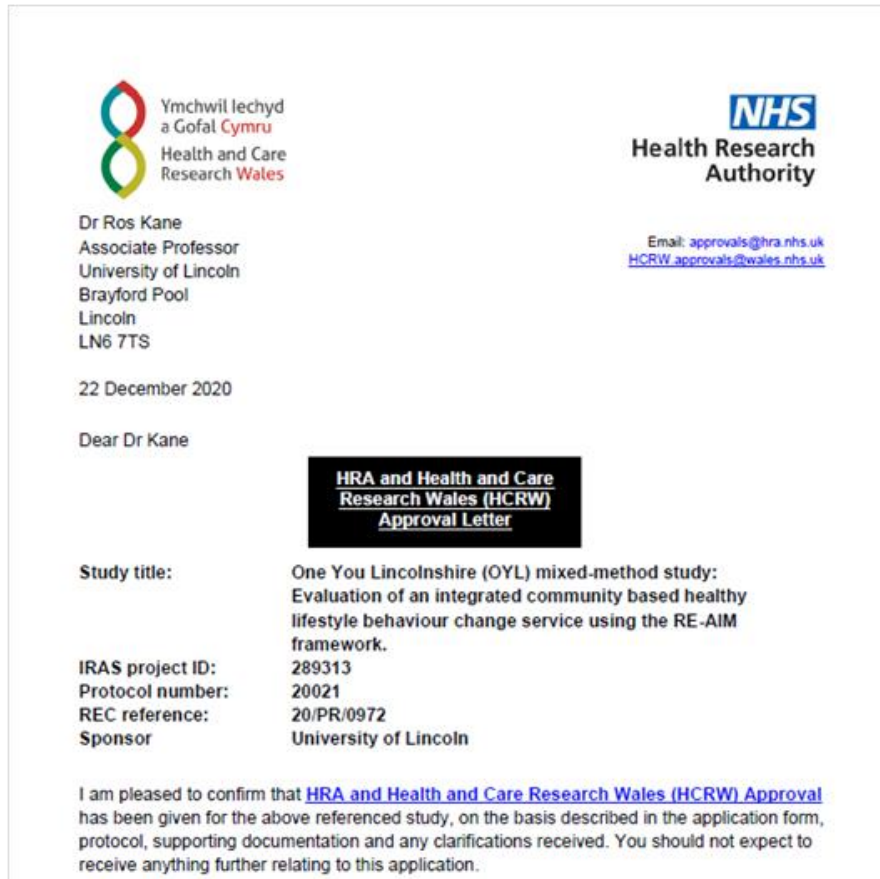 Ymchwil Iechyd
a Gofal Cymru
Health and Care
Research Wales
NHS
Health Research
Authority
Dr Ros Kane
Associate Professor
University of Lincoln
Brayford Pool
Lincoln
LN6 7TS
Email: approvals@hra.nhs.uk
HCRW.approvals@wales.nhs.uk
22 December 2020
Dear Dr Kane
HRA and Health and Care
Research Wales (HCRW)
Approval Letter
Study title: One You Lincolnshire (OYL) mixed-method study:
Evaluation of an integrated community based healthy
lifestyle behaviour change service using the RE-AIM
framework.
IRAS project ID: 289313
Protocol number: 20021
REC reference: 20/PR/0972
Sponsor University of Lincoln
I am pleased to confirm that HRA and Health and Care Research Wales (HCRW) Approval
has been given for the above referenced study, on the basis described in the application form,
protocol, supporting documentation and any clarifications received. You should not expect to
receive anything further relating to this application.